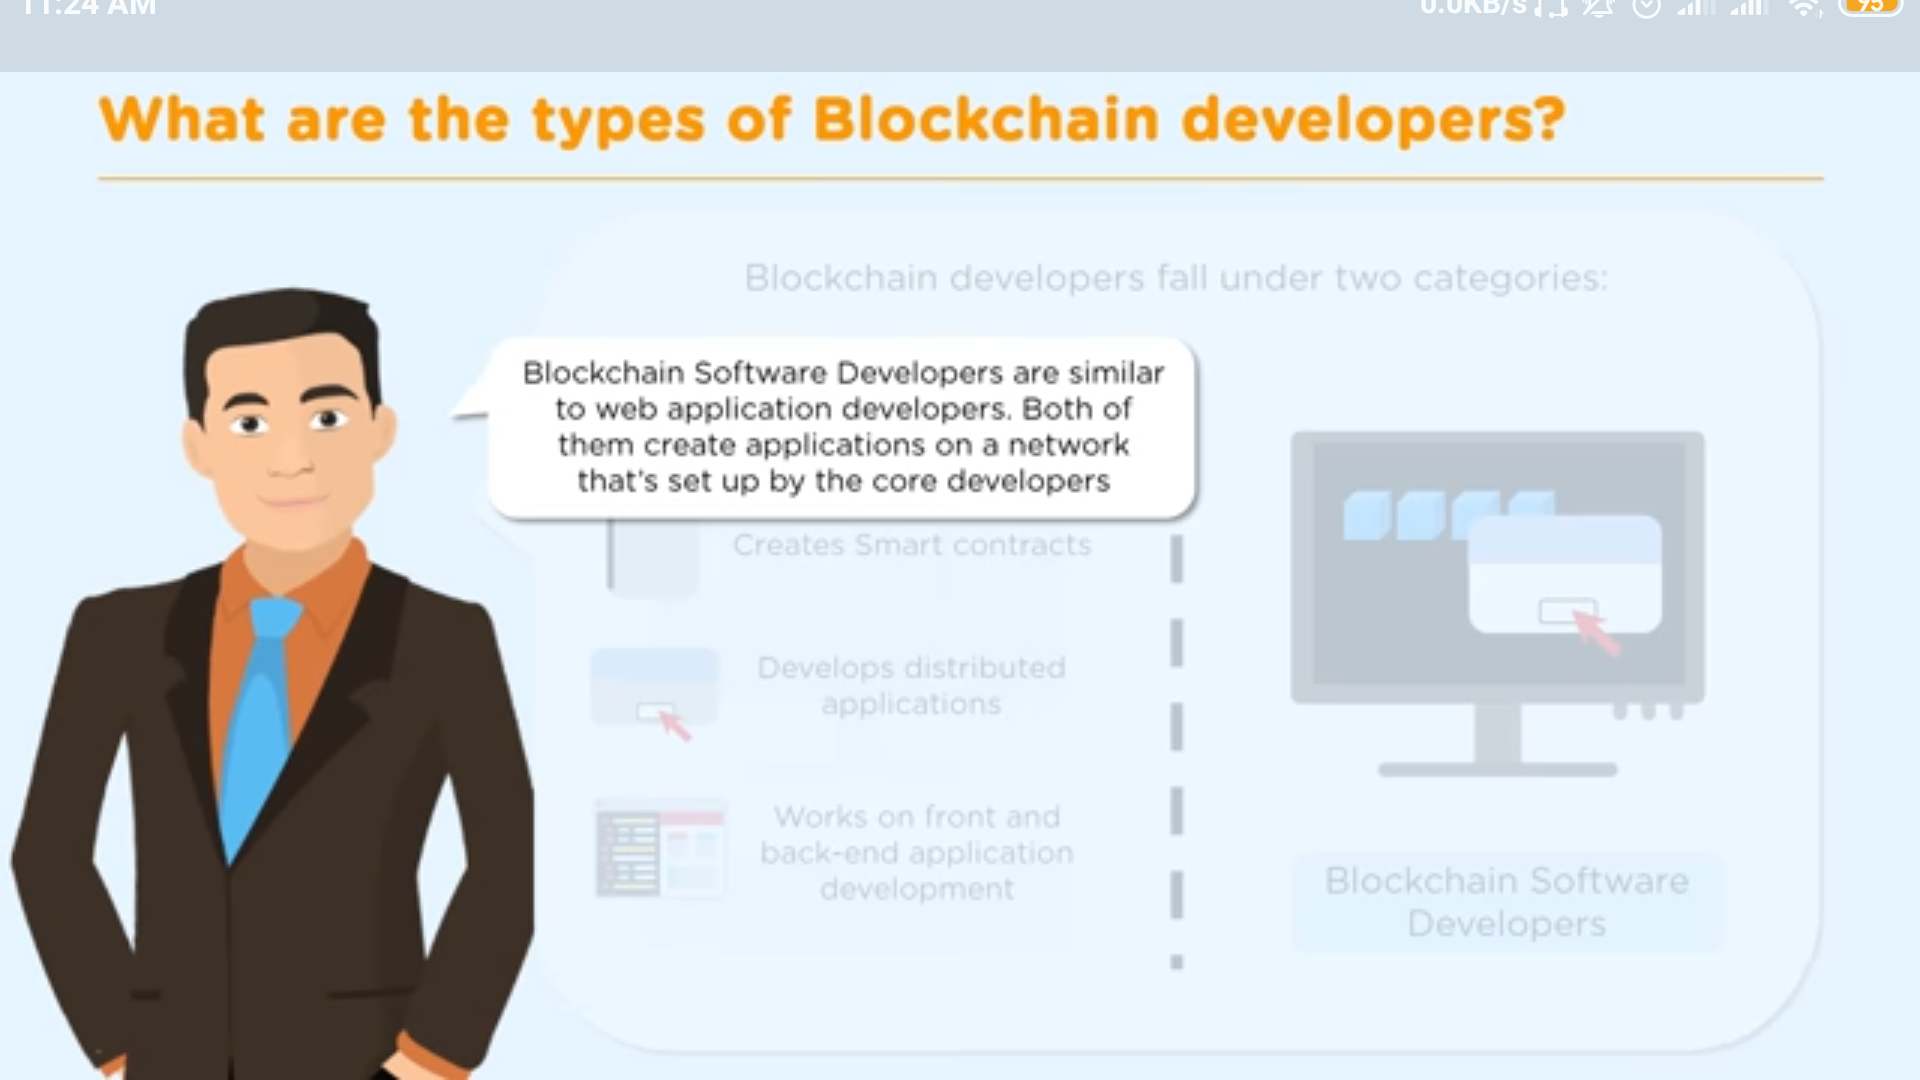 11:24 AM
0.0KB/s
95
What are the types of Blockchain developers?
Blockchain developers fall under two categories:
Blockchain Software Developers are similar
to web application developers. Both of
them create applications on a network
that's set up by the core developers
Creates Smart contracts
Develops distributed
applications
Works on front and
back-end application
development
Blockchain Software
Developers